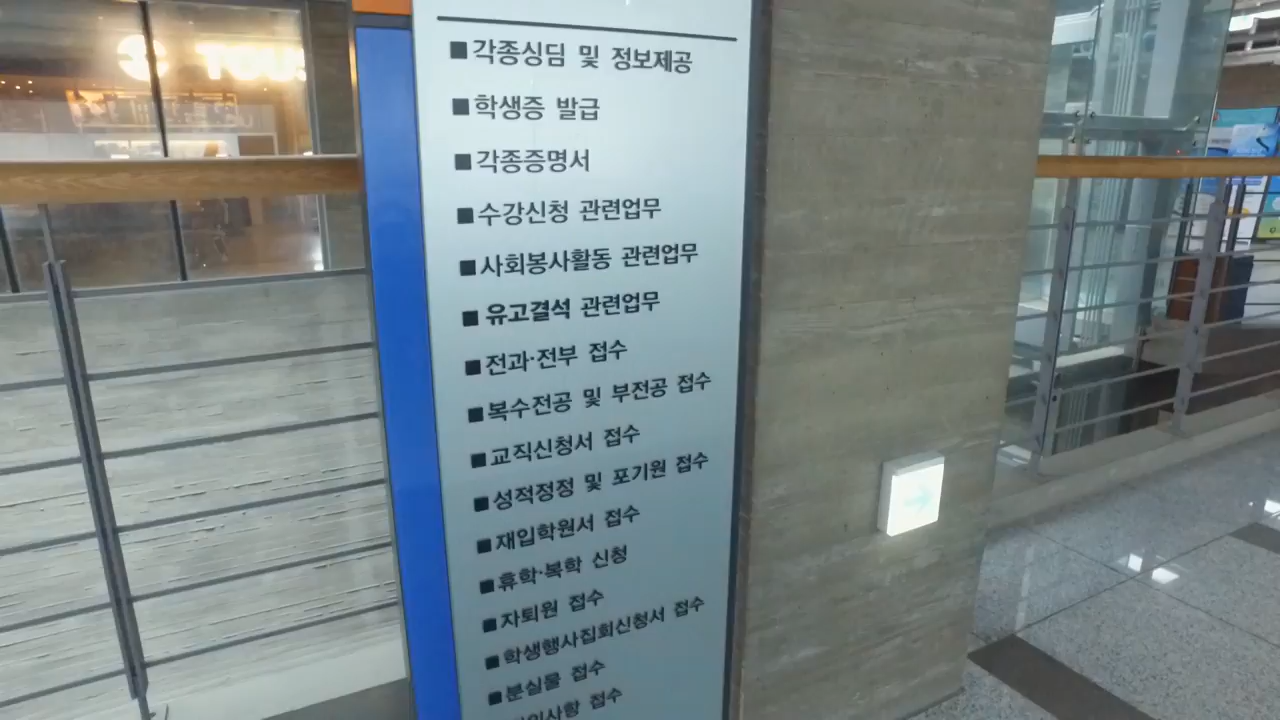 ■각종싱딤 및 정보제공
■학생증 발급
■각종증명서
■수강신청 관련업무
■사회봉사활동 관련업무
■유고결석 관련업무
■전과·전부 접수
■복수전공 및 부전공 접수
■교직신청서 접수
■성적정정 및 포기원 접수
■재입학원서 접수
■휴학·복학 신청
■자퇴원 접수
■학생행사집회신청서 접수
■분실물 접수
접수